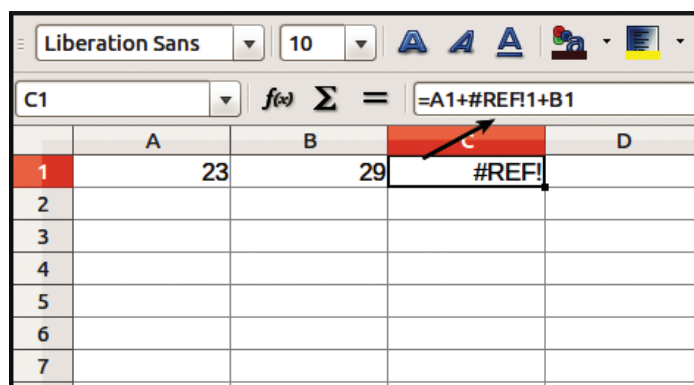 Liberation Sans 10 A A A a
C1 f(x) Σ = =A1+#REF!1+B1
A B C D
1 23 29 #REF!
2
3
4
5
6
7